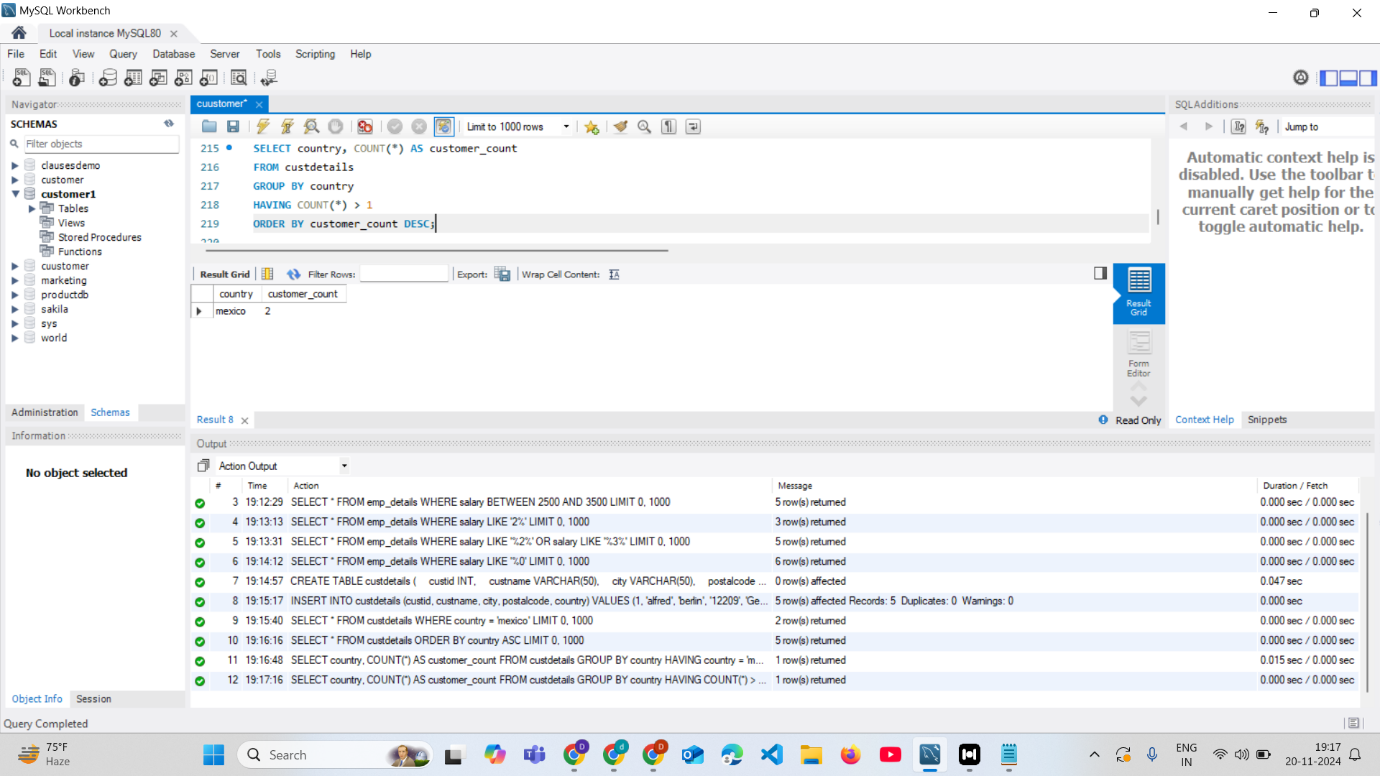 MySQL Workbench
Local instance MySQL80
File Edit View Query Database Server Tools Scripting Help
Navigator
SCHEMAS
Filter objects
clausesdemo
customer
customer1
Tables
Views
Stored Procedures
Functions
cuustomer
marketing
productdb
sakila
sys
world
Administration Schemas
Information
No object selected
Object Info Session
cuustomer*
Limit to 1000 rows
215 SELECT country, COUNT(*) AS customer_count
216 FROM custdetails
217 GROUP BY country
218 HAVING COUNT(*) > 1
219 ORDER BY customer_count DESC;
220
Result Grid Filter Rows: Export: Wrap Cell Content:
country customer_count
mexico 2
Result Grid
Form Editor
Result 8
Read Only
SQLAdditions
Jump to
Automatic context help is
disabled. Use the toolbar t
manually get help for the
current caret position or to
toggle automatic help.
Context Help Snippets
Output
Action Output
# Time Action Message Duration / Fetch
3 19:12:29 SELECT * FROM emp_details WHERE salary BETWEEN 2500 AND 3500 LIMIT 0, 1000 5 row(s) returned 0.000 sec / 0.000 sec
4 19:13:13 SELECT * FROM emp_details WHERE salary LIKE '2%' LIMIT 0, 1000 3 row(s) returned 0.000 sec / 0.000 sec
5 19:13:31 SELECT * FROM emp_details WHERE salary LIKE '%2%' OR salary LIKE '%3%' LIMIT 0, 1000 5 row(s) returned 0.000 sec / 0.000 sec
6 19:14:12 SELECT * FROM emp_details WHERE salary LIKE '%0' LIMIT 0, 1000 6 row(s) returned 0.000 sec / 0.000 sec
7 19:14:57 CREATE TABLE custdetails ( custid INT, custname VARCHAR(50), city VARCHAR(50), postalcode ... 0 row(s) affected 0.047 sec
8 19:15:17 INSERT INTO custdetails (custid, custname, city, postalcode, country) VALUES (1, 'alfred', 'berlin', '12209', 'Ge... 5 row(s) affected Records: 5 Duplicates: 0 Warnings: 0 0.000 sec
9 19:15:40 SELECT * FROM custdetails WHERE country = 'mexico' LIMIT 0, 1000 2 row(s) returned 0.000 sec / 0.000 sec
10 19:16:16 SELECT * FROM custdetails ORDER BY country ASC LIMIT 0, 1000 5 row(s) returned 0.000 sec / 0.000 sec
11 19:16:48 SELECT country, COUNT(*) AS customer_count FROM custdetails GROUP BY country HAVING country = 'm... 1 row(s) returned 0.015 sec / 0.000 sec
12 19:17:16 SELECT country, COUNT(*) AS customer_count FROM custdetails GROUP BY country HAVING COUNT(*) > ... 1 row(s) returned 0.000 sec / 0.000 sec
Query Completed
75°F
Haze
Search
ENG
IN
19:17
20-11-2024